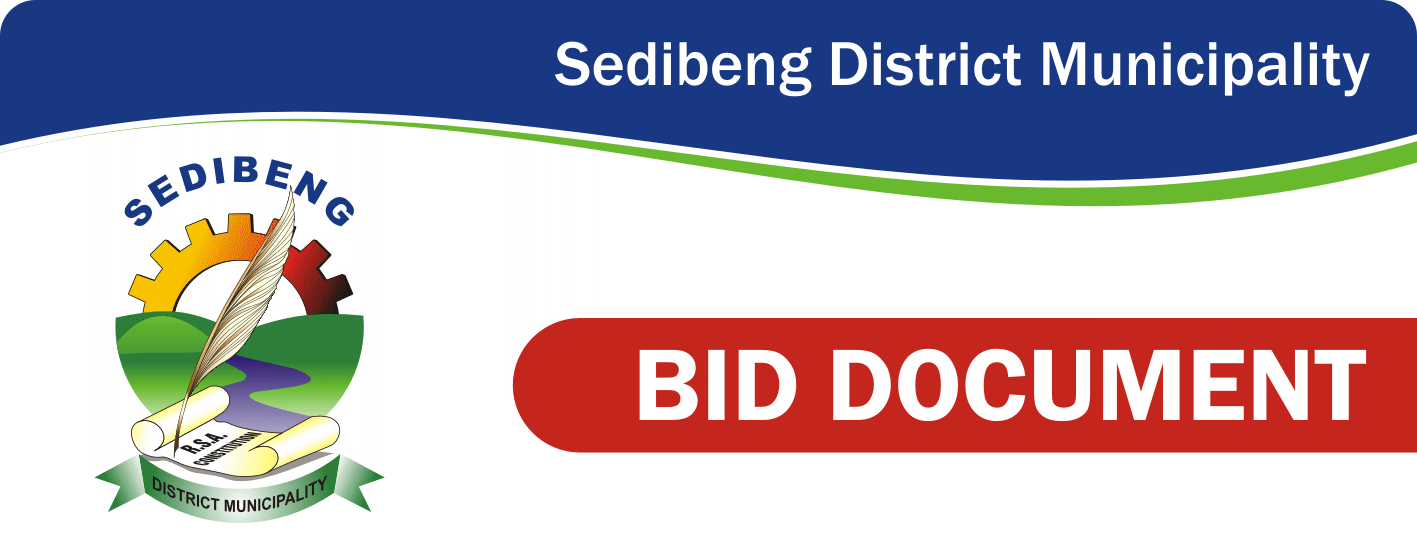 Sedibeng District Municipality
SEDIBENG
BID DOCUMENT
R.S.A.
CONSTITUTION
DISTRICT MUNICIPALITY